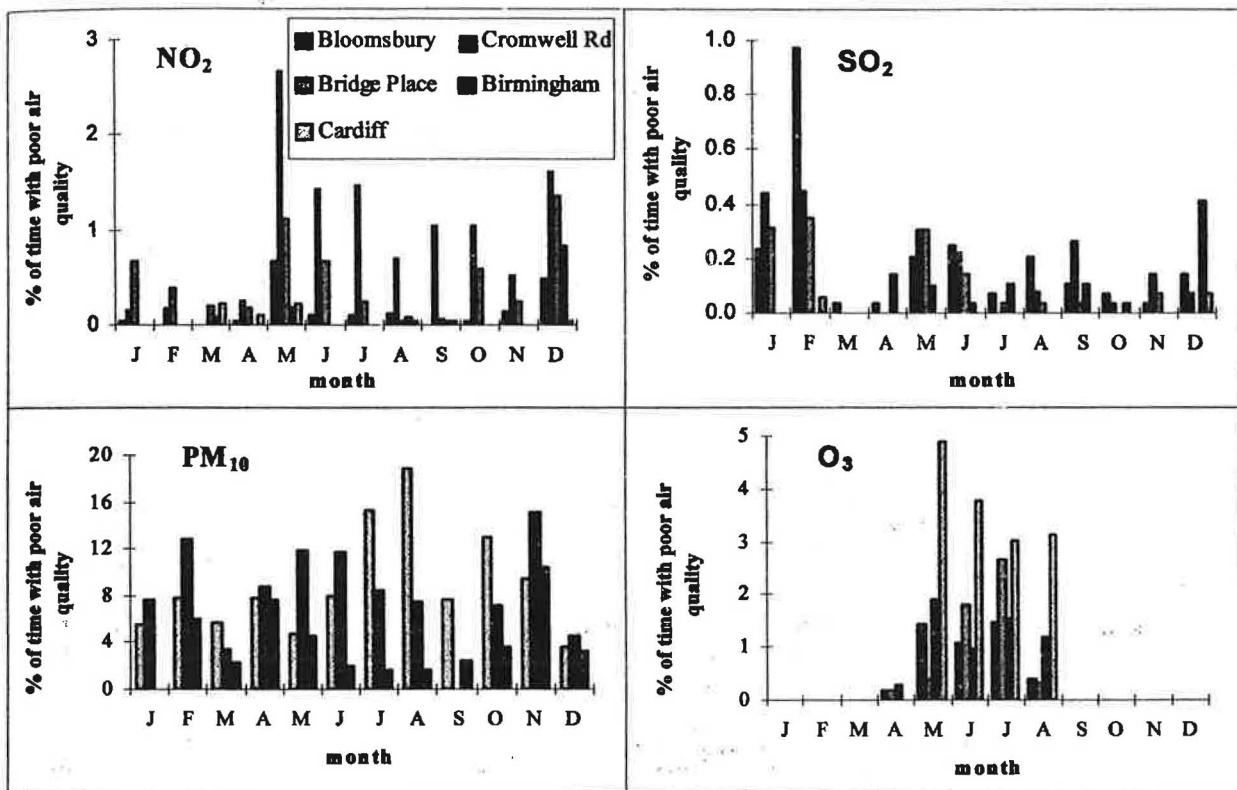 NO₂
Bloomsbury Cromwell Rd
Bridge Place Birmingham
Cardiff
% of time with poor air
quality
3
2
1
0
J F M A M J J A S O N D
month
SO₂
% of time with poor air
quality
1.0
0.8
0.6
0.4
0.2
0.0
J F M A M J J A S O N D
month
PM₁₀
% of time with poor air
quality
20
16
12
8
4
0
J F M A M J J A S O N D
month
O₃
% of time with poor air
quality
5
4
3
2
1
0
J F M A M J J A S O N D
month